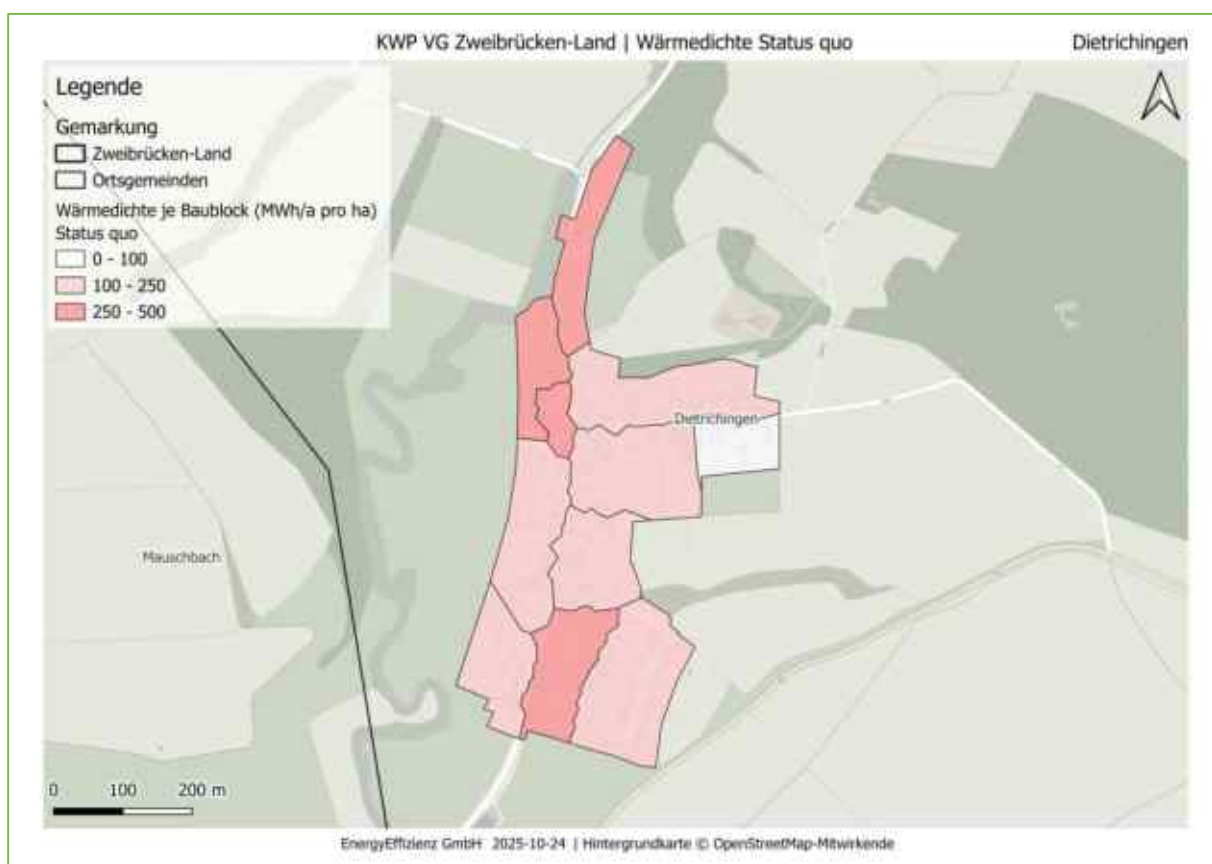 KWP VG Zweibrücken-Land | Wärmedichte Status quo
Dietrichingen
Legende
Gemarkung
Zweibrücken-Land
Ortsgemeinden
Wärmedichte je Baublock (MWh/a pro ha)
Status quo
0 - 100
100 - 250
250 - 500
Dietrichingen
Mauschbach
0 100 200 m
EnergyEffizienz GmbH 2025-10-24 | Hintergrundkarte © OpenStreetMap-Mitwirkende